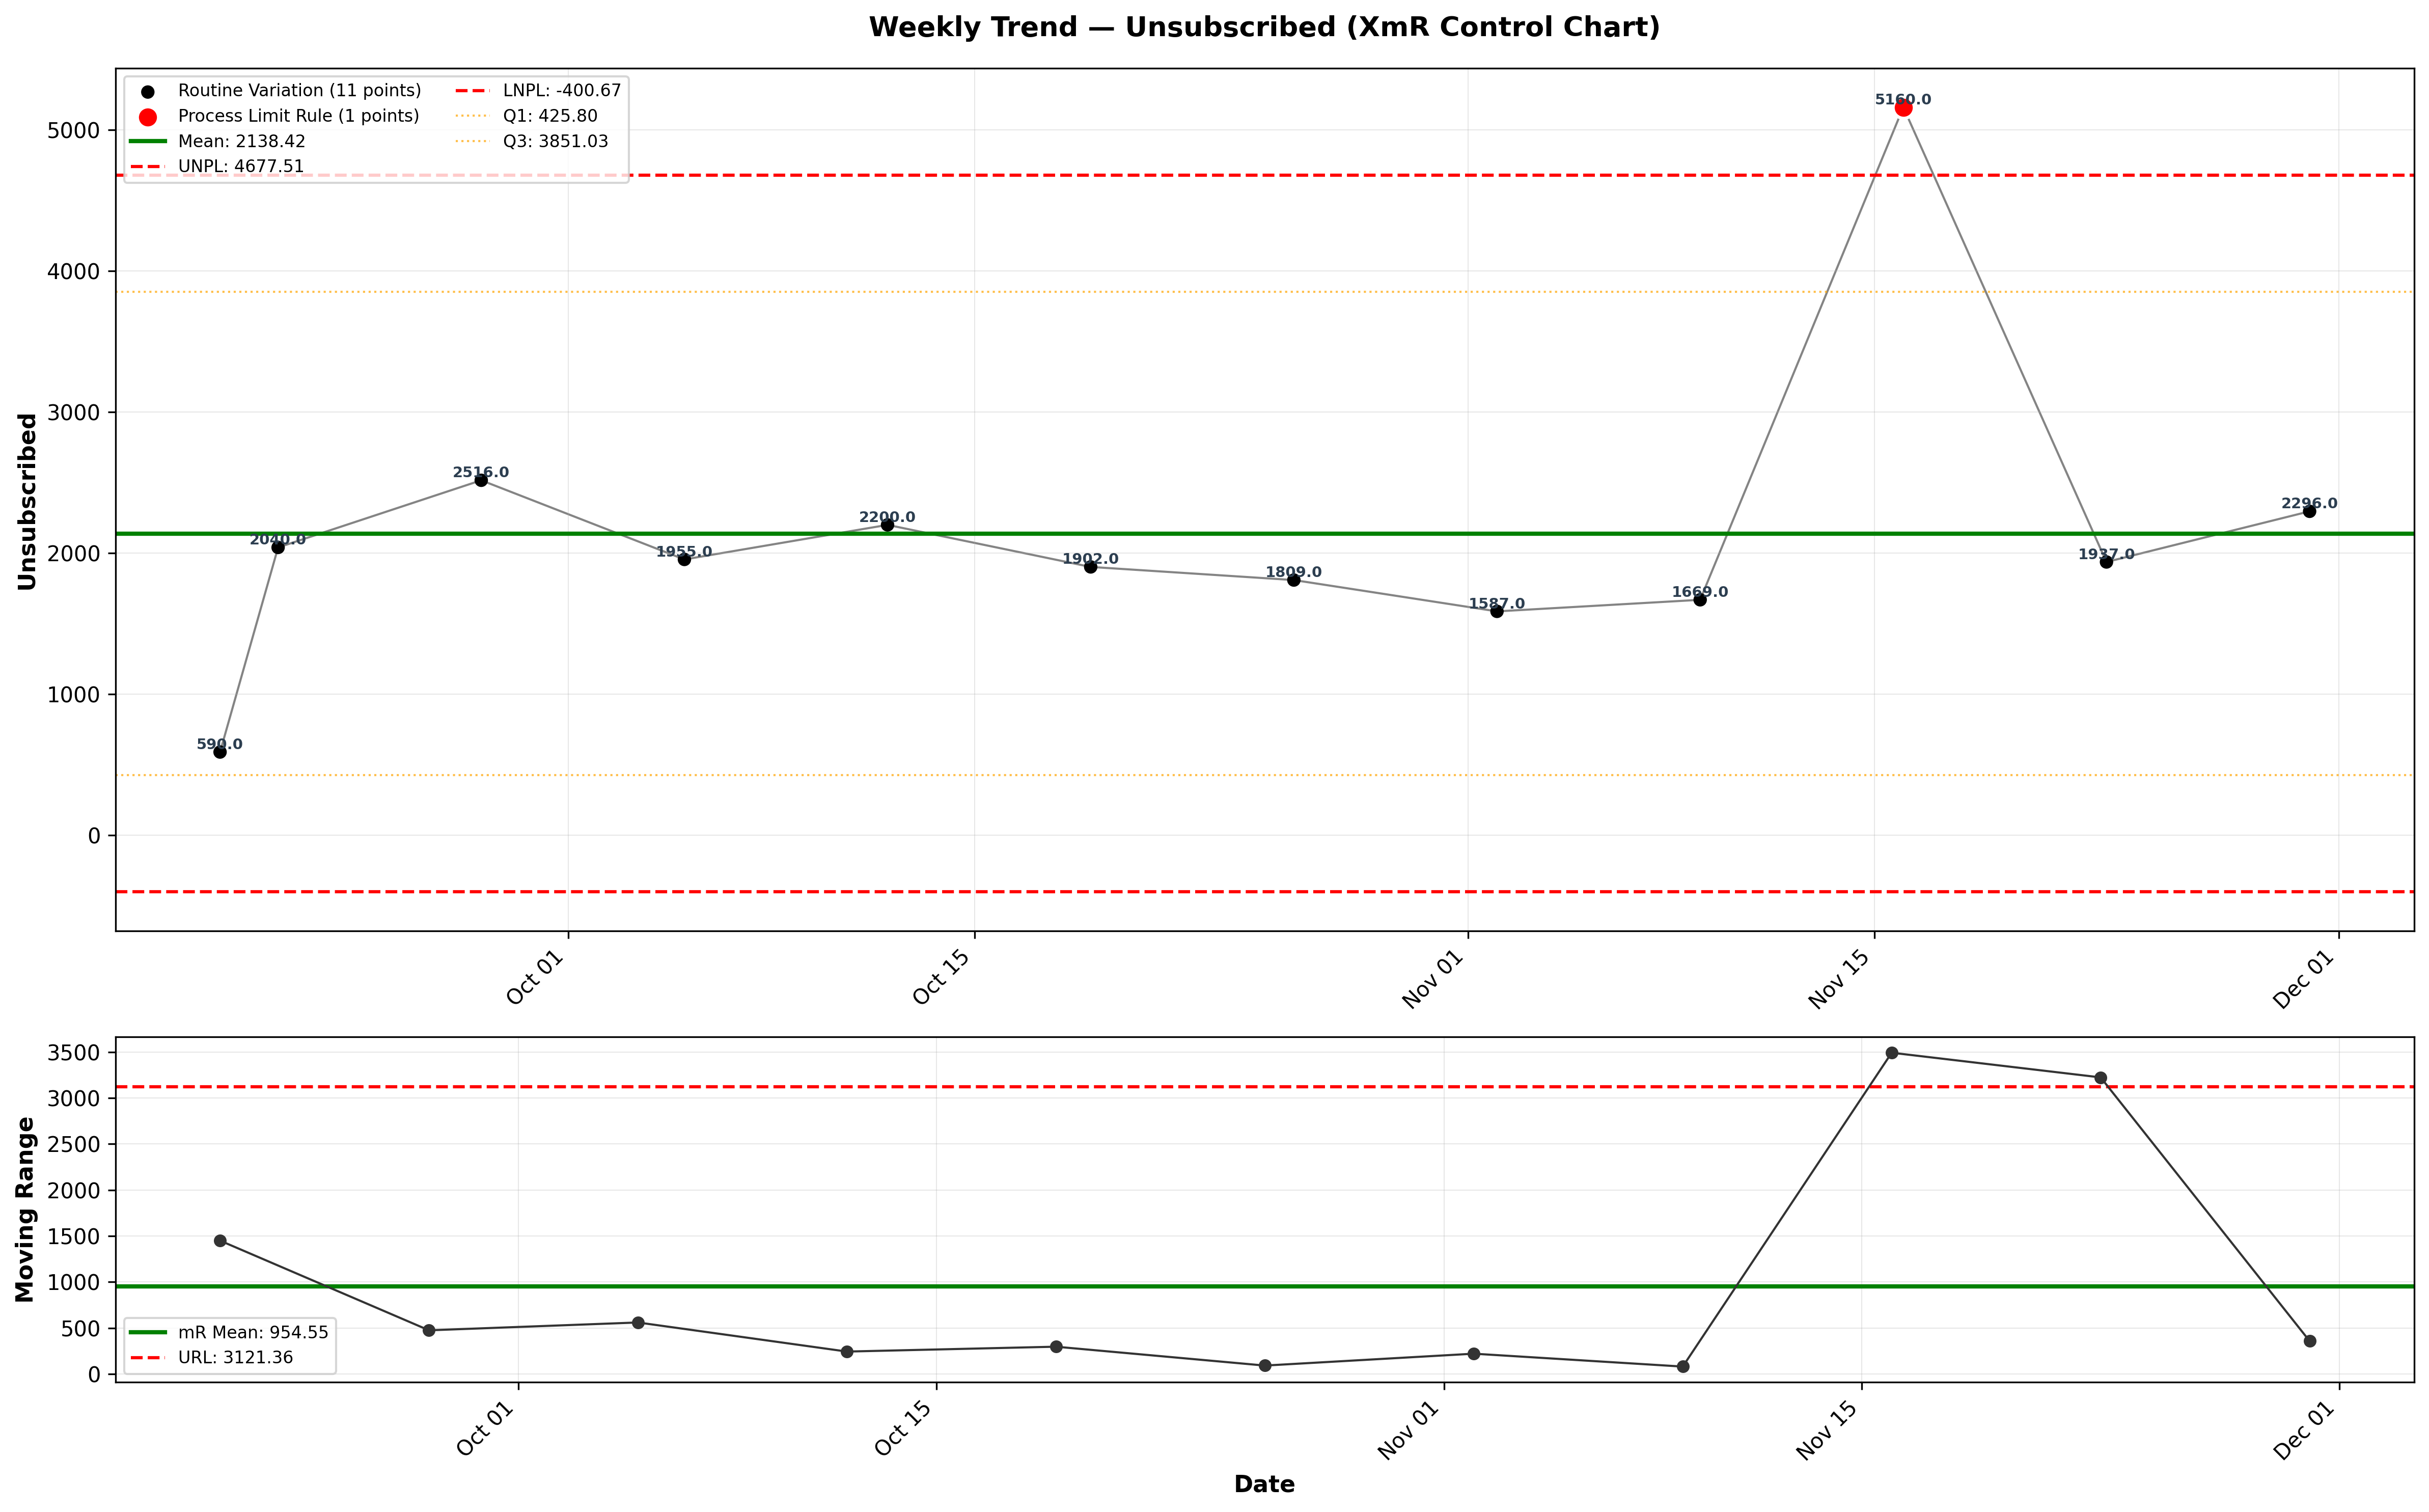 Weekly Trend — Unsubscribed (XmR Control Chart)
Routine Variation (11 points)
Process Limit Rule (1 points)
Mean: 2138.42
UNPL: 4677.51
LNPL: -400.67
Q1: 425.80
Q3: 3851.03
Unsubscribed
5000
4000
3000
2000
1000
0
590.0
2040.0
2516.0
1955.0
2200.0
1902.0
1809.0
1587.0
1669.0
5160.0
1937.0
2296.0
Oct 01
Oct 15
Nov 01
Nov 15
Dec 01
Moving Range
3500
3000
2500
2000
1500
1000
500
0
mR Mean: 954.55
URL: 3121.36
Oct 01
Oct 15
Nov 01
Nov 15
Dec 01
Date